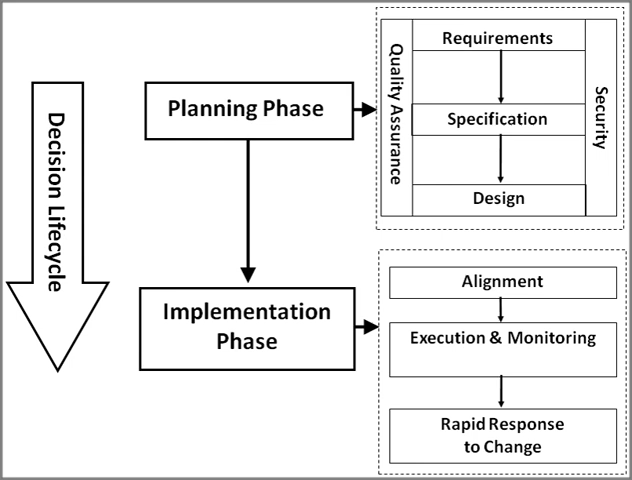 Decision Lifecycle
Planning Phase
Quality Assurance
Requirements
Specification
Design
Security
Implementation
Phase
Alignment
Execution & Monitoring
Rapid Response
to Change